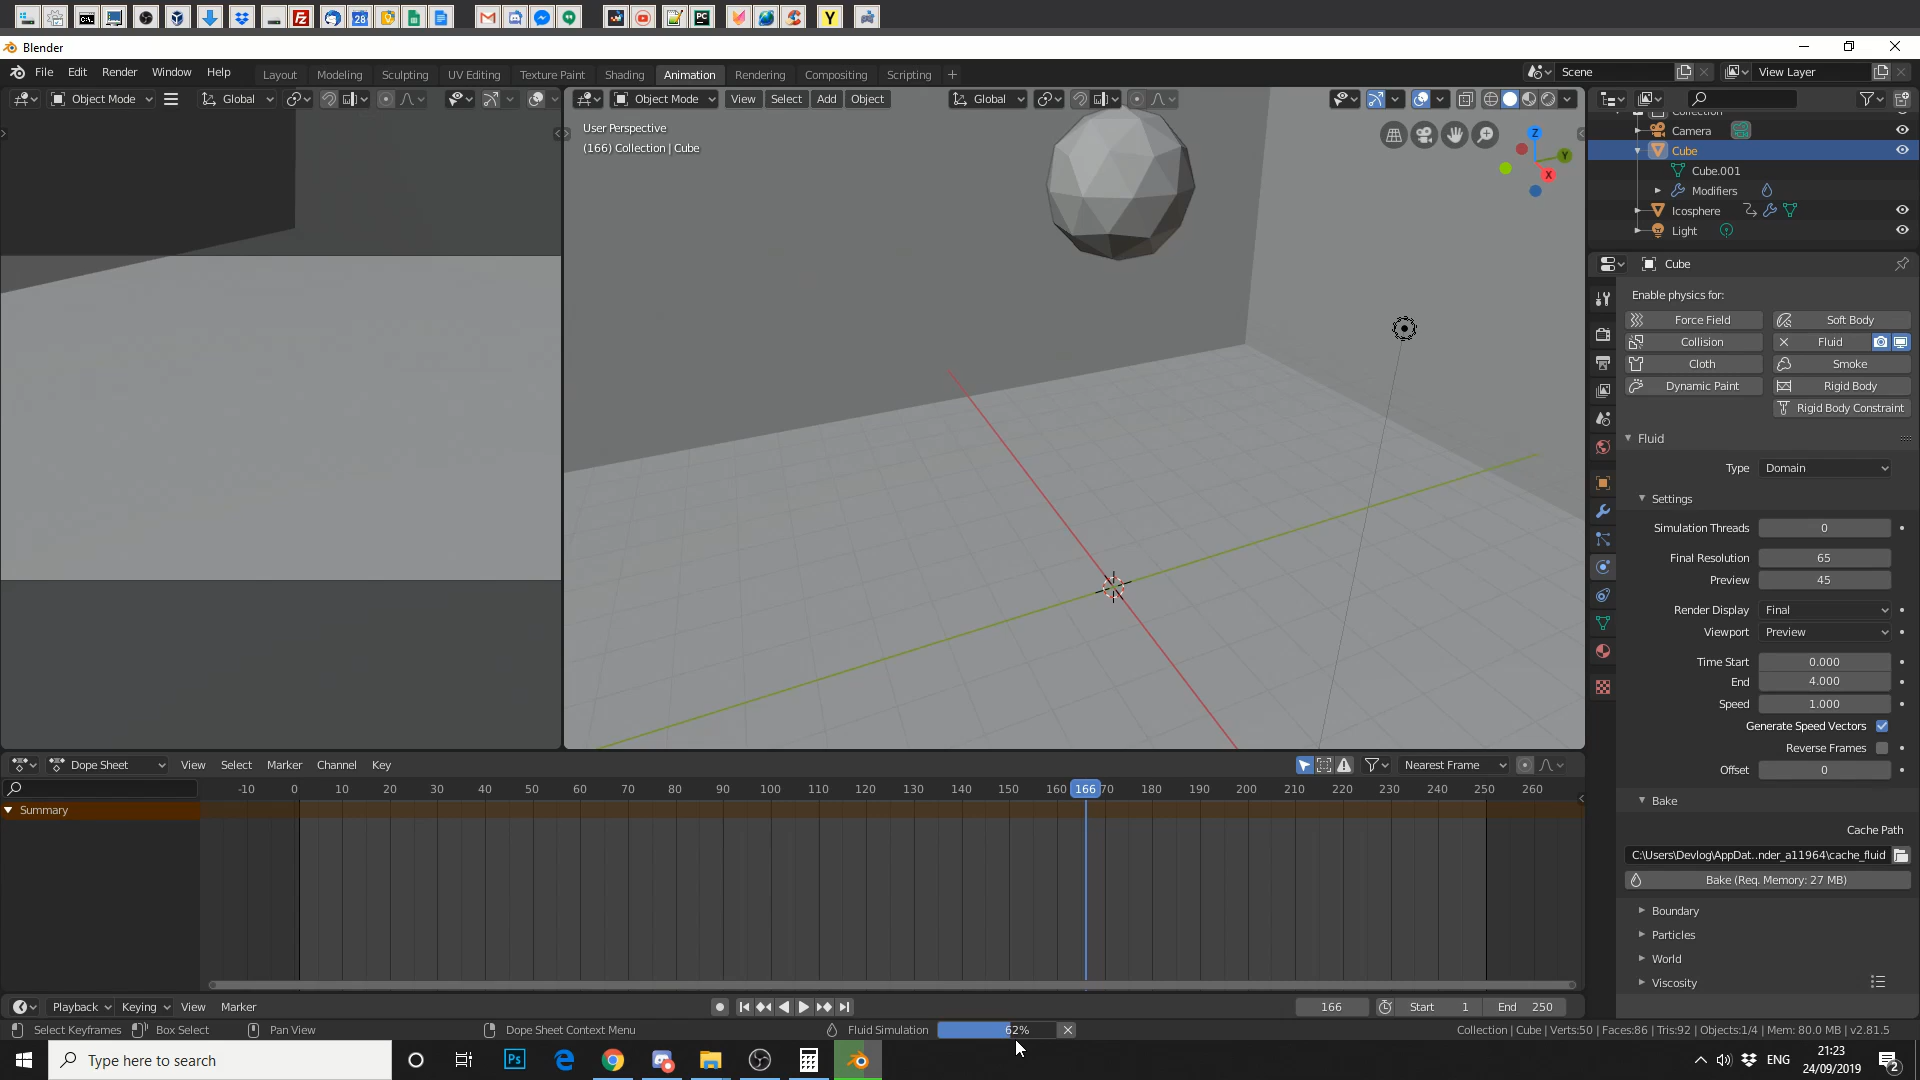 28
Y
Blender
File Edit Render Window Help
Layout Modeling Sculpting UV Editing Texture Paint Shading Animation Rendering Compositing Scripting +
Scene
View Layer
Object Mode
Global
Object Mode View Select Add Object
Global
User Perspective
(166) Collection | Cube
Z
Y
X
Collection
Camera
Cube
Cube.001
Modifiers
Icosphere
Light
Cube
Enable physics for:
Force Field Soft Body
Collision Fluid
Cloth Smoke
Dynamic Paint Rigid Body
Rigid Body Constraint
Fluid
Type Domain
Settings
Simulation Threads 0
Final Resolution 65
Preview 45
Render Display Final
Viewport Preview
Time Start 0.000
End 4.000
Speed 1.000
Generate Speed Vectors
Reverse Frames
Offset 0
Bake
Cache Path
C:\Users\Devlog\AppDat..nder_a11964\cache_fluid
Bake (Req. Memory: 27 MB)
Boundary
Particles
World
Viscosity
Dope Sheet View Select Marker Channel Key
Nearest Frame
-10 0 10 20 30 40 50 60 70 80 90 100 110 120 130 140 150 160 166 70 180 190 200 210 220 230 240 250 260
Summary
Playback Keying View Marker
166 Start 1 End 250
Select Keyframes Box Select Pan View Dope Sheet Context Menu
Fluid Simulation 62%
Collection | Cube | Verts:50 | Faces:86 | Tris:92 | Objects:1/4 | Mem: 80.0 MB | v2.81.5
Type here to search
Ps
ENG
21:23
24/09/2019
2